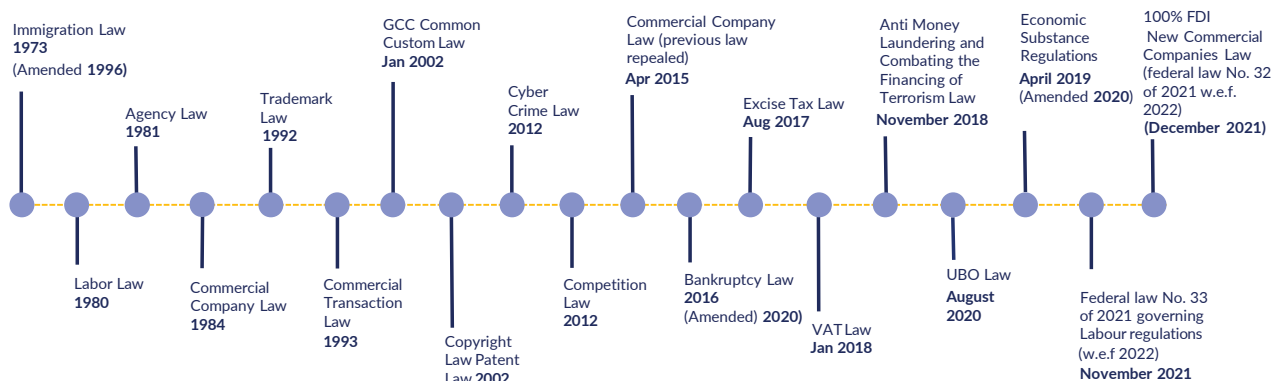 Immigration Law
1973
(Amended 1996)
Labor Law
1980
Agency Law
1981
Commercial
Company Law
1984
Trademark
Law
1992
Commercial
Transaction
Law
1993
GCC Common
Custom Law
Jan 2002
Copyright
Law Patent
Law 2002
Cyber
Crime Law
2012
Competition
Law
2012
Commercial Company
Law (previous law
repealed)
Apr 2015
Bankruptcy Law
2016
(Amended) 2020)
Excise Tax Law
Aug 2017
VAT Law
Jan 2018
Anti Money
Laundering and
Combating the
Financing of
Terrorism Law
November 2018
UBO Law
August
2020
Economic
Substance
Regulations
April 2019
(Amended 2020)
Federal law No. 33
of 2021 governing
Labour regulations
(w.e.f 2022)
November 2021
100% FDI
New Commercial
Companies Law
(federal law No. 32
of 2021 w.e.f.
2022)
(December 2021)